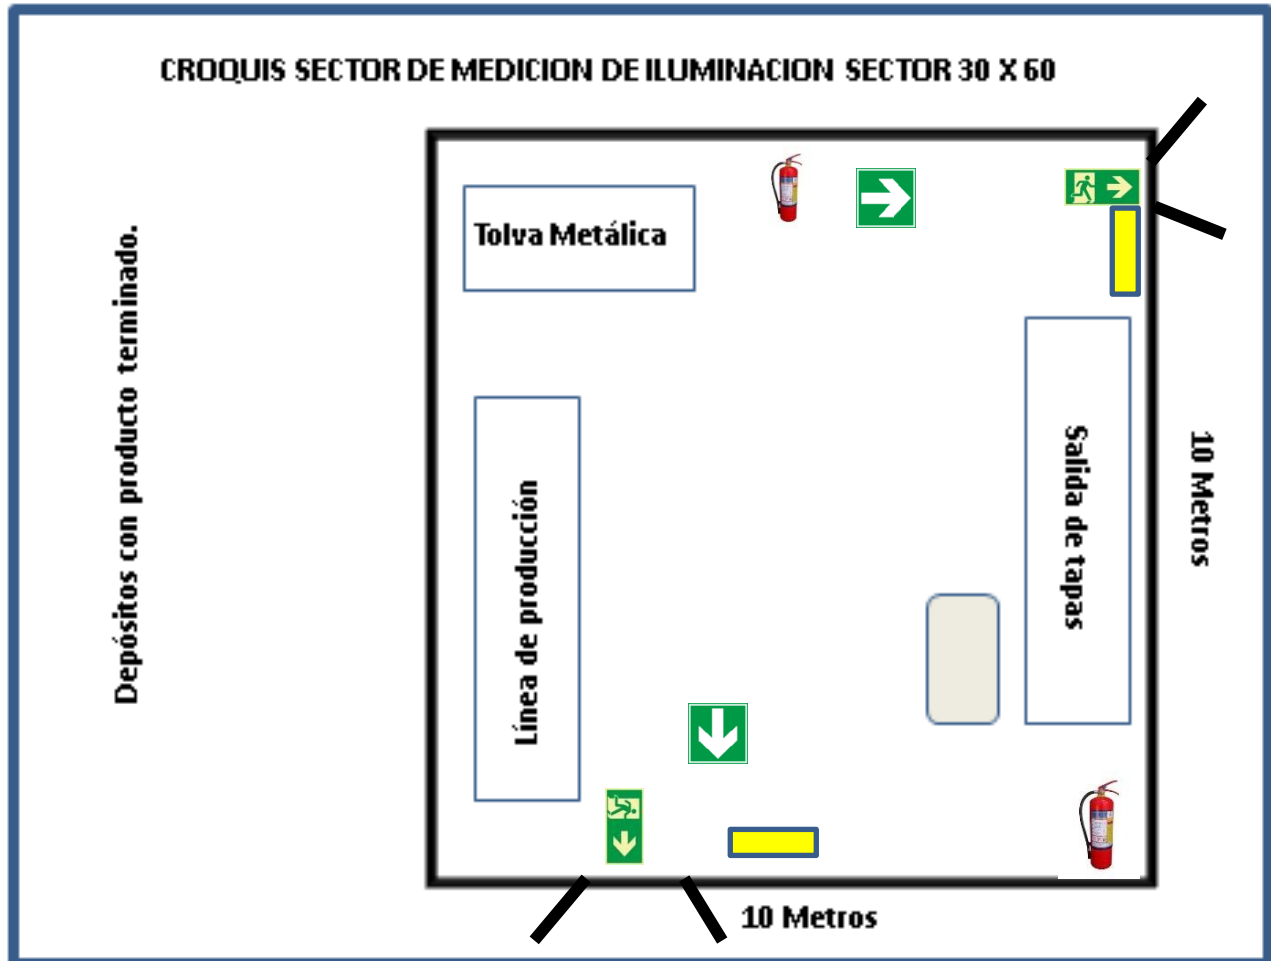 CROQUIS SECTOR DE MEDICION DE ILUMINACION SECTOR 30 X 60
Tolva Metálica
Depósitos con producto terminado.
Línea de producción
Salida de tapas
10 Metros
10 Metros